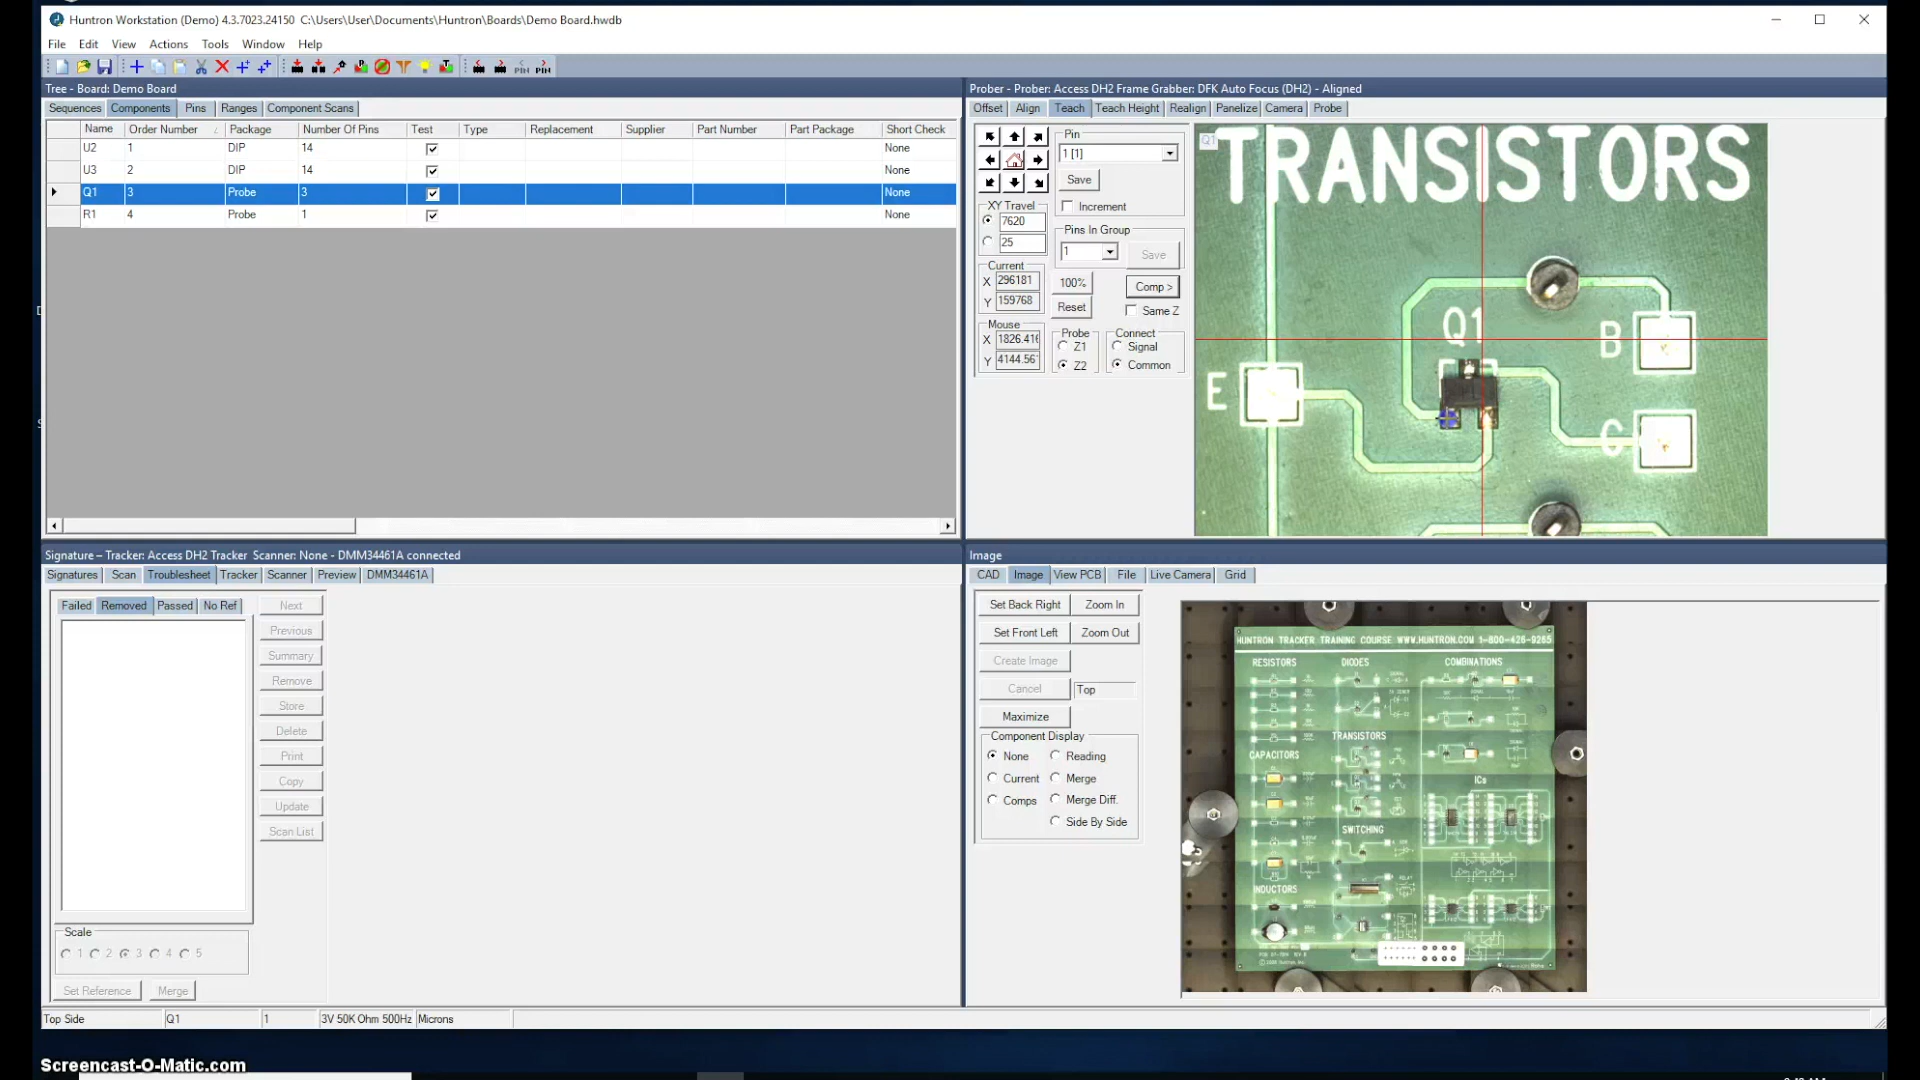 Huntron Workstation (Demo) 4.3.7023.24150 C:\Users\User\Documents\Huntron\Boards\Demo Board.hwdb
File Edit View Actions Tools Window Help
Tree - Board: Demo Board
Sequences Components Pins Ranges Component Scans
Name Order Number Package Number Of Pins Test Type Replacement Supplier Part Number Part Package Short Check
U2 1 DIP 14 None
U3 2 DIP 14 None
Q1 3 Probe 3 None
R1 4 Probe 1 None
Prober - Prober: Access DH2 Frame Grabber: DFK Auto Focus (DH2) - Aligned
Offset Align Teach Teach Height Realign Panelize Camera Probe
Pin
1 [1]
Save
Increment
XY Travel
7620
25
Pins In Group
1 Save
Current
X 296181
Y 159768
100%
Reset
Comp >
Same Z
Mouse
X 1826.416
Y 4144.56
Probe
Z1
Z2
Connect
Signal
Common
Q1
TRANSISTORS
Q1
B
E
C
Signature – Tracker: Access DH2 Tracker Scanner: None - DMM34461A connected
Signatures Scan Troublesheet Tracker Scanner Preview DMM34461A
Failed Removed Passed No Ref
Next
Previous
Summary
Remove
Store
Delete
Print
Copy
Update
Scan List
Scale
1 2 3 4 5
Set Reference Merge
Image
CAD Image View PCB File Live Camera Grid
Set Back Right Zoom In
Set Front Left Zoom Out
Create Image
Cancel Top
Maximize
Component Display
None Reading
Current Merge
Comps Merge Diff.
Side By Side
HUNTRON TRACKER TRAINING COURSE WWW.HUNTRON.COM 1-800-426-9265
RESISTORS DIODES COMBINATIONS
TRANSISTORS
CAPACITORS
ICs
SWITCHING
INDUCTORS
Top Side Q1 1 3V 50K Ohm 500Hz Microns
Screencast-O-Matic.com